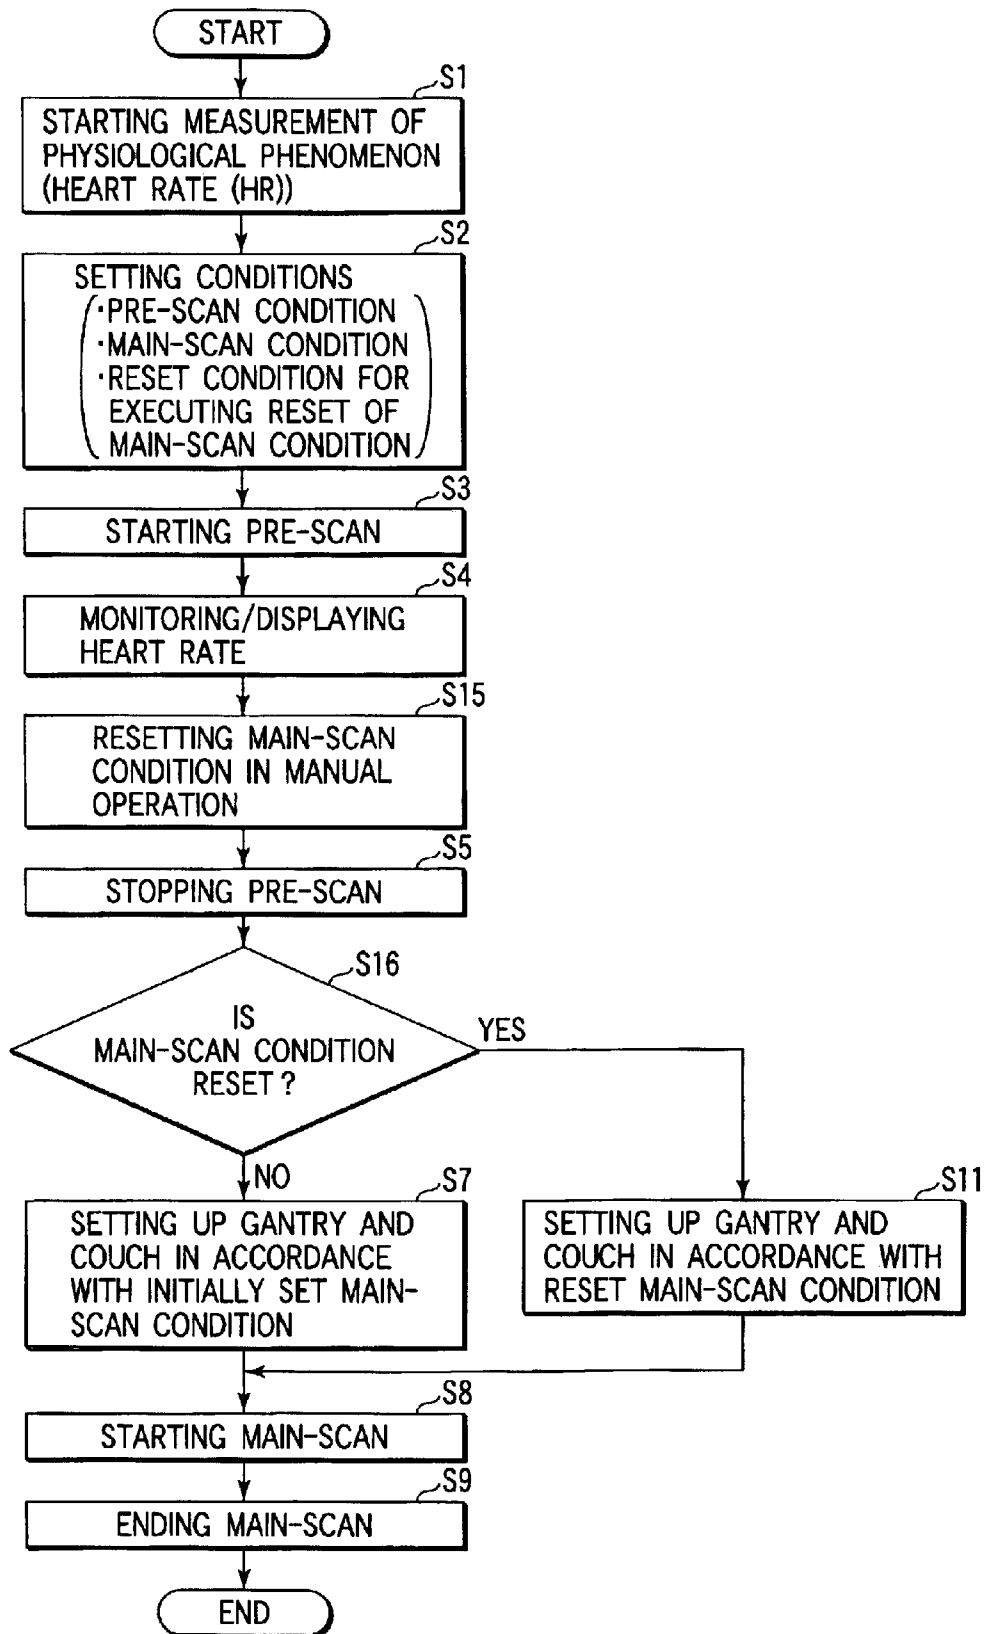 START
S1
STARTING MEASUREMENT OF
PHYSIOLOGICAL PHENOMENON
(HEART RATE (HR))
S2
SETTING CONDITIONS
·PRE-SCAN CONDITION
·MAIN-SCAN CONDITION
·RESET CONDITION FOR
EXECUTING RESET OF
MAIN-SCAN CONDITION
S3
STARTING PRE-SCAN
S4
MONITORING/DISPLAYING
HEART RATE
S15
RESETTING MAIN-SCAN
CONDITION IN MANUAL
OPERATION
S5
STOPPING PRE-SCAN
S16
IS
MAIN-SCAN CONDITION
RESET?
YES
NO
S7
SETTING UP GANTRY AND
COUCH IN ACCORDANCE
WITH INITIALLY SET MAIN-
SCAN CONDITION
S11
SETTING UP GANTRY AND
COUCH IN ACCORDANCE WITH
RESET MAIN-SCAN CONDITION
S8
STARTING MAIN-SCAN
S9
ENDING MAIN-SCAN
END